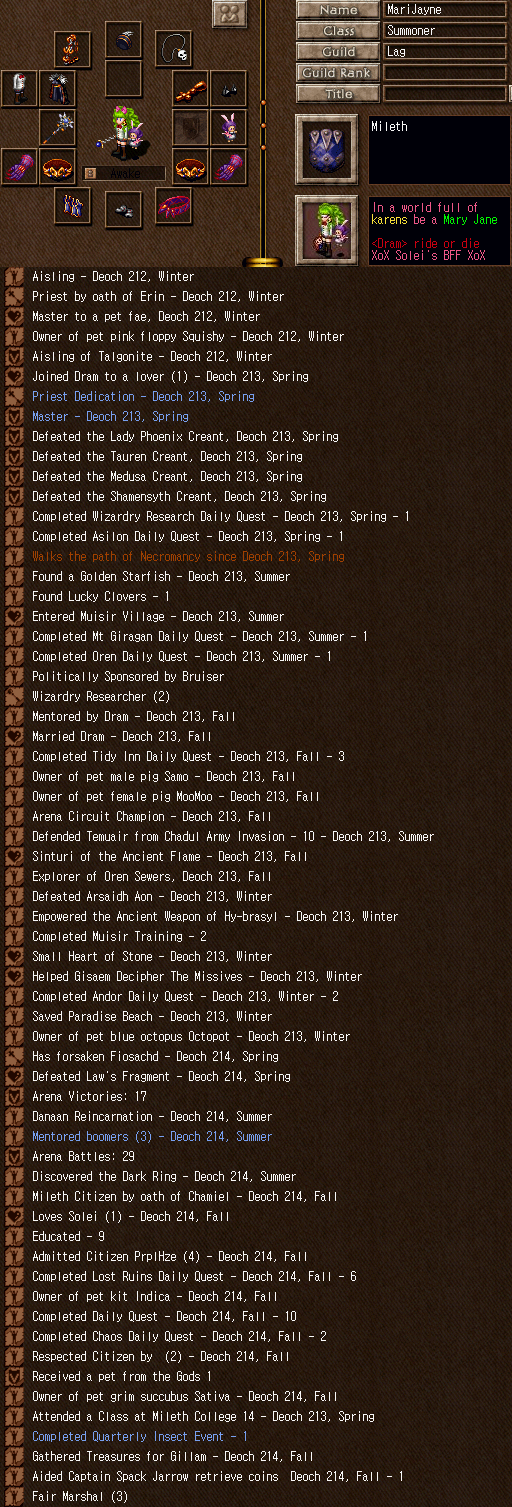 Name MariJayne
Class Summoner
Guild Lag
Guild Rank
Title
Mileth
Awake
In a world full of
karens be a Mary Jane
<Dram> ride or die
XoX Solei's BFF XoX
Aisling - Deoch 212, Winter
Priest by oath of Erin - Deoch 212, Winter
Master to a pet fae, Deoch 212, Winter
Owner of pet pink floppy Squishy - Deoch 212, Winter
Aisling of Talgonite - Deoch 212, Winter
Joined Dram to a lover (1) - Deoch 213, Spring
Priest Dedication - Deoch 213, Spring
Master - Deoch 213, Spring
Defeated the Lady Phoenix Creant, Deoch 213, Spring
Defeated the Tauren Creant, Deoch 213, Spring
Defeated the Medusa Creant, Deoch 213, Spring
Defeated the Shamensyth Creant, Deoch 213, Spring
Completed Wizardry Research Daily Quest - Deoch 213, Spring - 1
Completed Asilon Daily Quest - Deoch 213, Spring - 1
Walks the path of Necromancy since Deoch 213, Spring
Found a Golden Starfish - Deoch 213, Summer
Found Lucky Clovers - 1
Entered Muisir Village - Deoch 213, Summer
Completed Mt Giragan Daily Quest - Deoch 213, Summer - 1
Completed Oren Daily Quest - Deoch 213, Summer - 1
Politically Sponsored by Bruiser
Wizardry Researcher (2)
Mentored by Dram - Deoch 213, Fall
Married Dram - Deoch 213, Fall
Completed Tidy Inn Daily Quest - Deoch 213, Fall - 3
Owner of pet male pig Samo - Deoch 213, Fall
Owner of pet female pig MooMoo - Deoch 213, Fall
Arena Circuit Champion - Deoch 213, Fall
Defended Temuair from Chadul Army Invasion - 10 - Deoch 213, Summer
Sinturi of the Ancient Flame - Deoch 213, Fall
Explorer of Oren Sewers, Deoch 213, Fall
Defeated Arsaidh Aon - Deoch 213, Winter
Empowered the Ancient Weapon of Hy-brasyl - Deoch 213, Winter
Completed Muisir Training - 2
Small Heart of Stone - Deoch 213, Winter
Helped Gisaem Decipher The Missives - Deoch 213, Winter
Completed Andor Daily Quest - Deoch 213, Winter - 2
Saved Paradise Beach - Deoch 213, Winter
Owner of pet blue octopus Octopot - Deoch 213, Winter
Has forsaken Fiosachd - Deoch 214, Spring
Defeated Law's Fragment - Deoch 214, Spring
Arena Victories: 17
Danaan Reincarnation - Deoch 214, Summer
Mentored boomers (3) - Deoch 214, Summer
Arena Battles: 29
Discovered the Dark Ring - Deoch 214, Summer
Mileth Citizen by oath of Chamiel - Deoch 214, Fall
Loves Solei (1) - Deoch 214, Fall
Educated - 9
Admitted Citizen PrplHze (4) - Deoch 214, Fall
Completed Lost Ruins Daily Quest - Deoch 214, Fall - 6
Owner of pet kit Indica - Deoch 214, Fall
Completed Daily Quest - Deoch 214, Fall - 10
Completed Chaos Daily Quest - Deoch 214, Fall - 2
Respected Citizen by  (2) - Deoch 214, Fall
Received a pet from the Gods 1
Owner of pet grim succubus Sativa - Deoch 214, Fall
Attended a Class at Mileth College 14 - Deoch 213, Spring
Completed Quarterly Insect Event - 1
Gathered Treasures for Gillam - Deoch 214, Fall
Aided Captain Spack Jarrow retrieve coins  Deoch 214, Fall - 1
Fair Marshal (3)